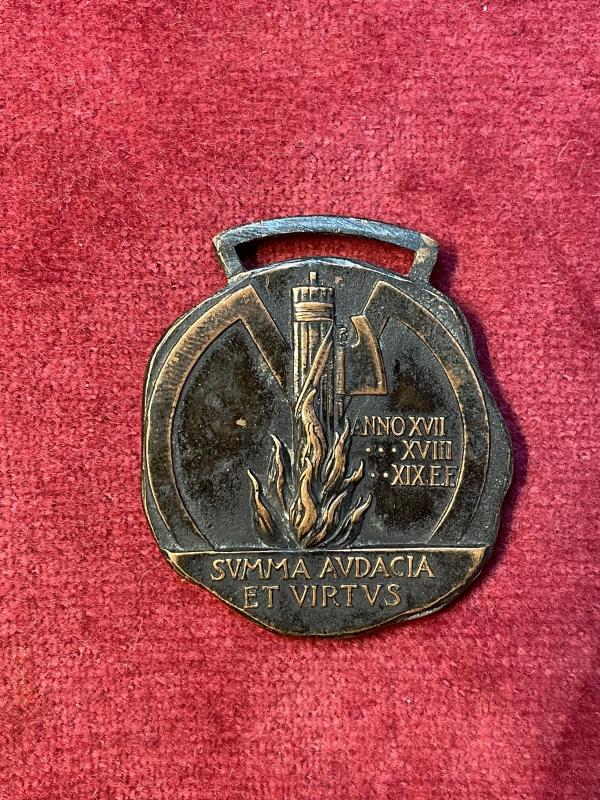 ANNO XVII
··· XVIII
·· XIX.E.F.
SVMMA AVDACIA
ET VIRTVS